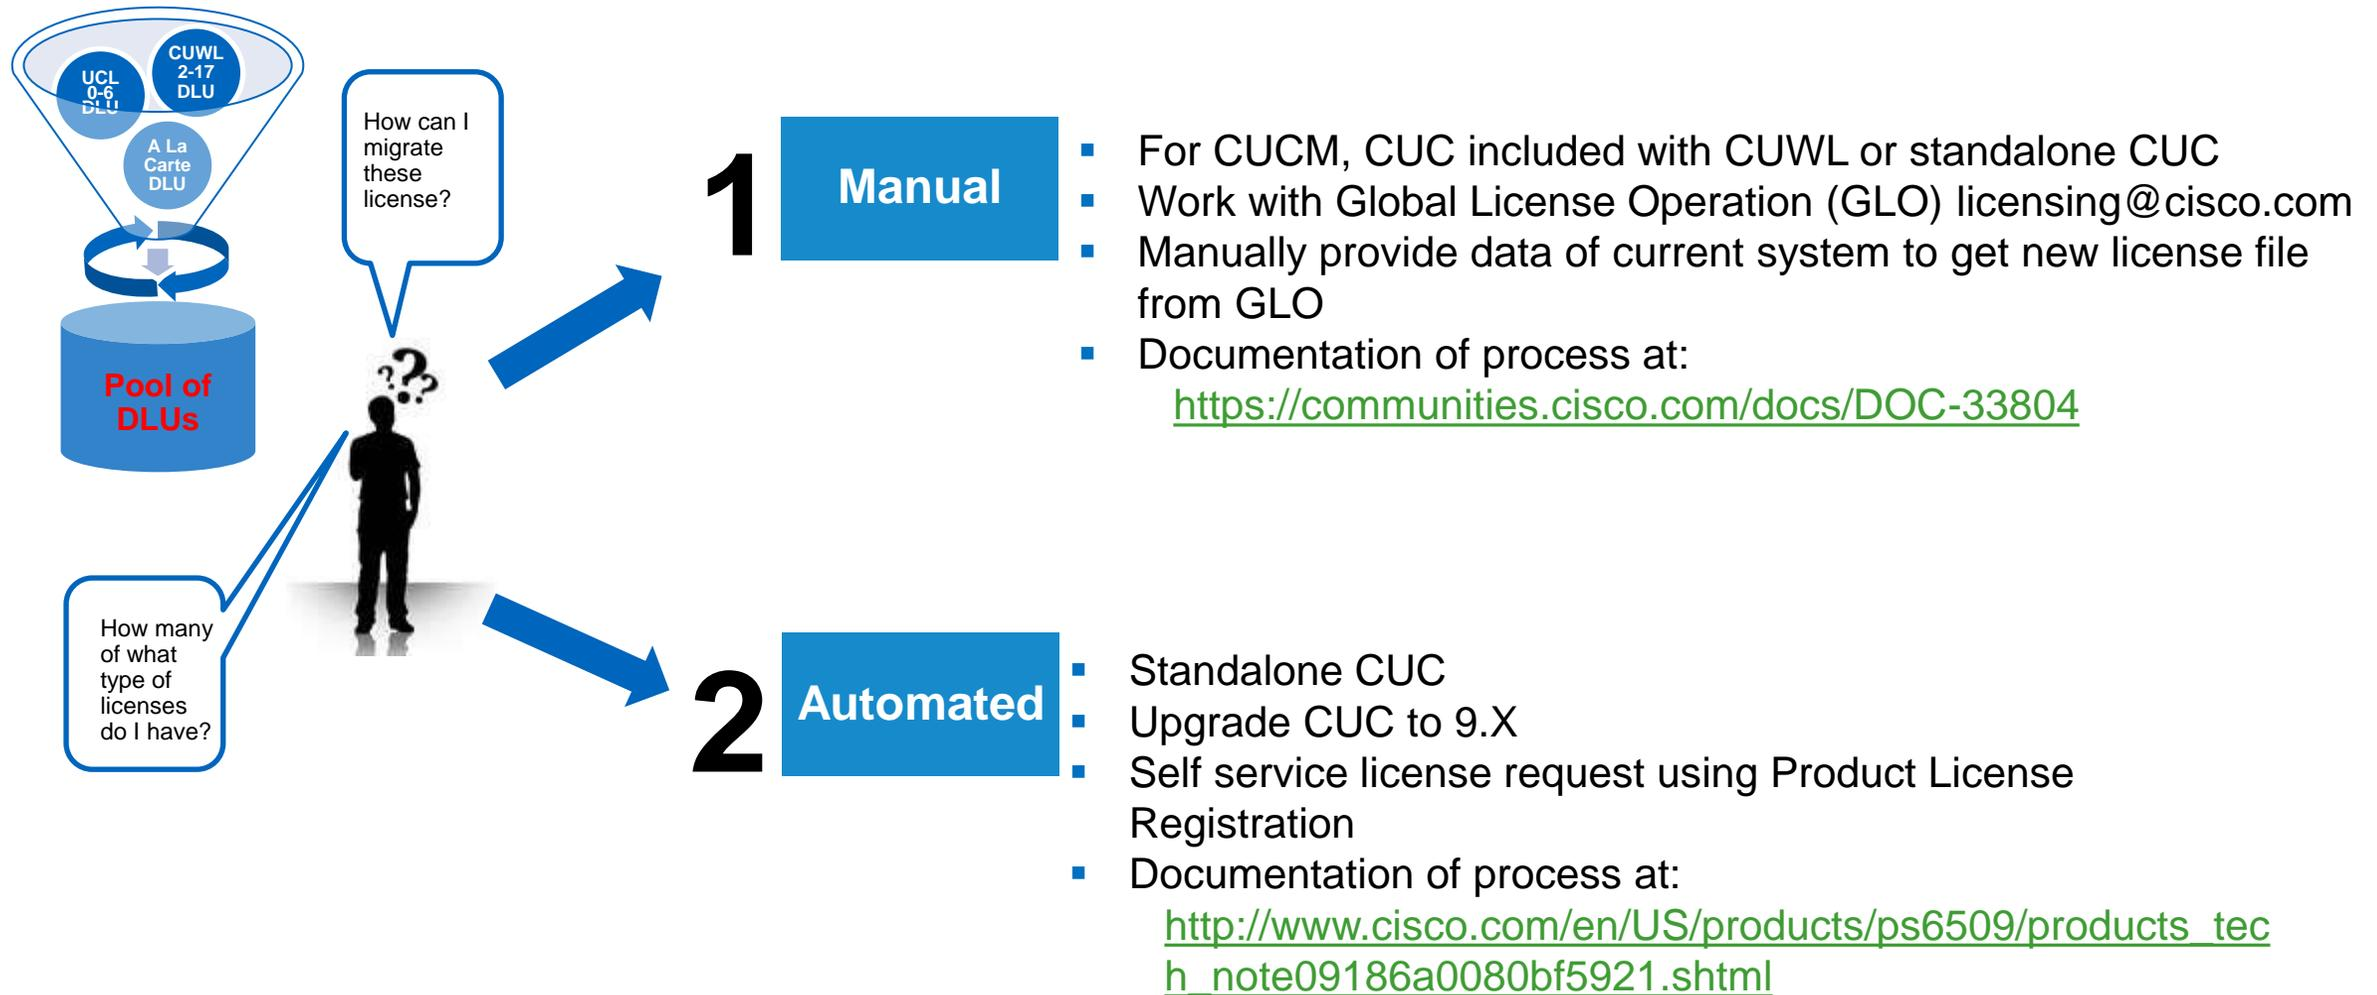 UCL
0-6
DLU
CUWL
2-17
DLU
A La
Carte
DLU
Pool of
DLUs
How can I
migrate
these
license?
How many
of what
type of
licenses
do I have?
1
Manual
▪ For CUCM, CUC included with CUWL or standalone CUC
▪ Work with Global License Operation (GLO) licensing@cisco.com
▪ Manually provide data of current system to get new license file
from GLO
▪ Documentation of process at:
https://communities.cisco.com/docs/DOC-33804
2
Automated
▪ Standalone CUC
▪ Upgrade CUC to 9.X
▪ Self service license request using Product License
Registration
▪ Documentation of process at:
http://www.cisco.com/en/US/products/ps6509/products_tec
h_note09186a0080bf5921.shtml
? ? ? ?